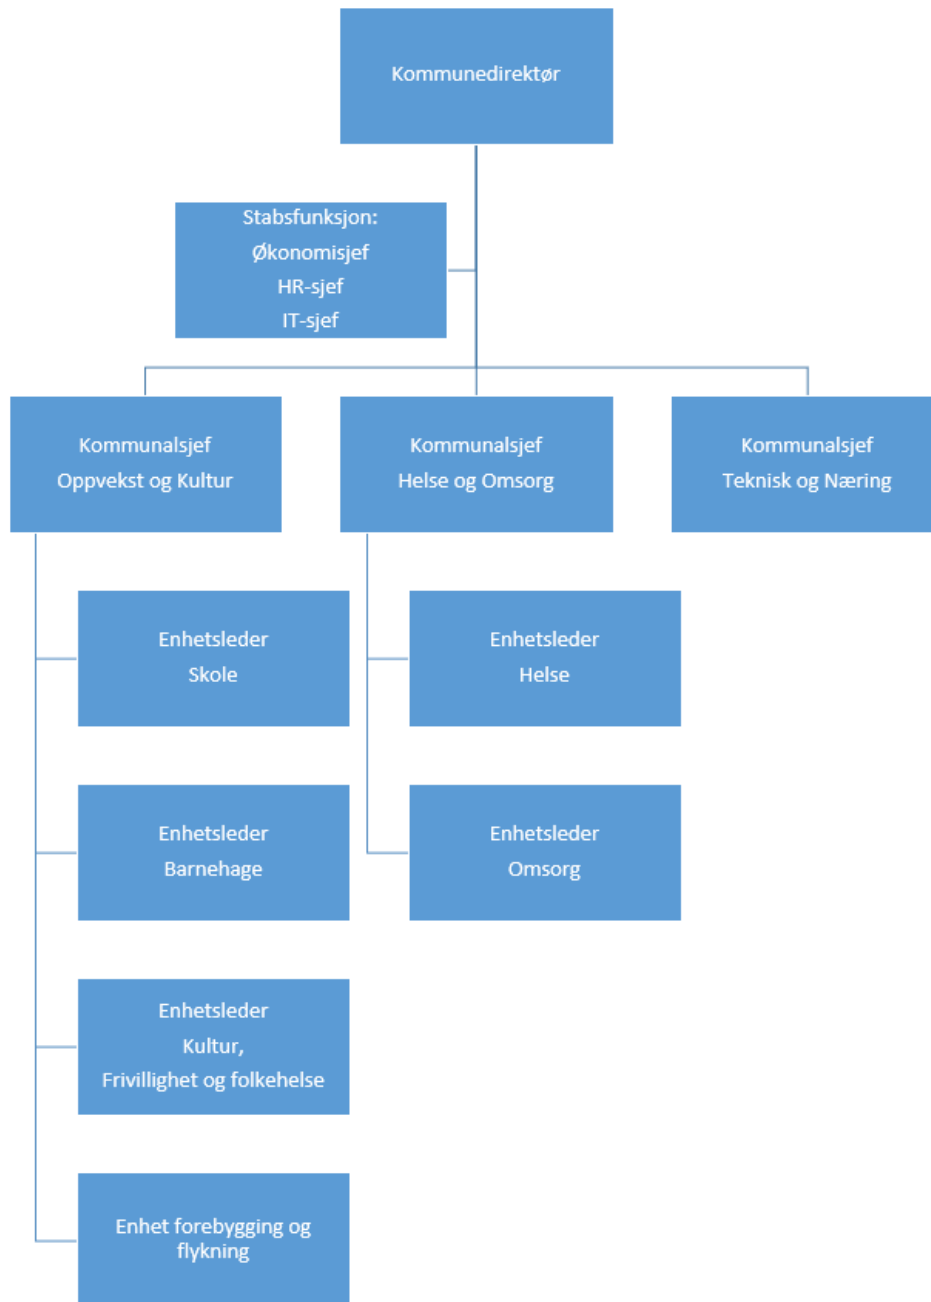 Kommunedirektør
Stabsfunksjon:
Økonomisjef
HR-sjef
IT-sjef
Kommunalsjef
Oppvekst og Kultur
Kommunalsjef
Helse og Omsorg
Kommunalsjef
Teknisk og Næring
Enhetsleder
Skole
Enhetsleder
Helse
Enhetsleder
Barnehage
Enhetsleder
Omsorg
Enhetsleder
Kultur,
Frivillighet og folkehelse
Enhet forebygging og
flykning